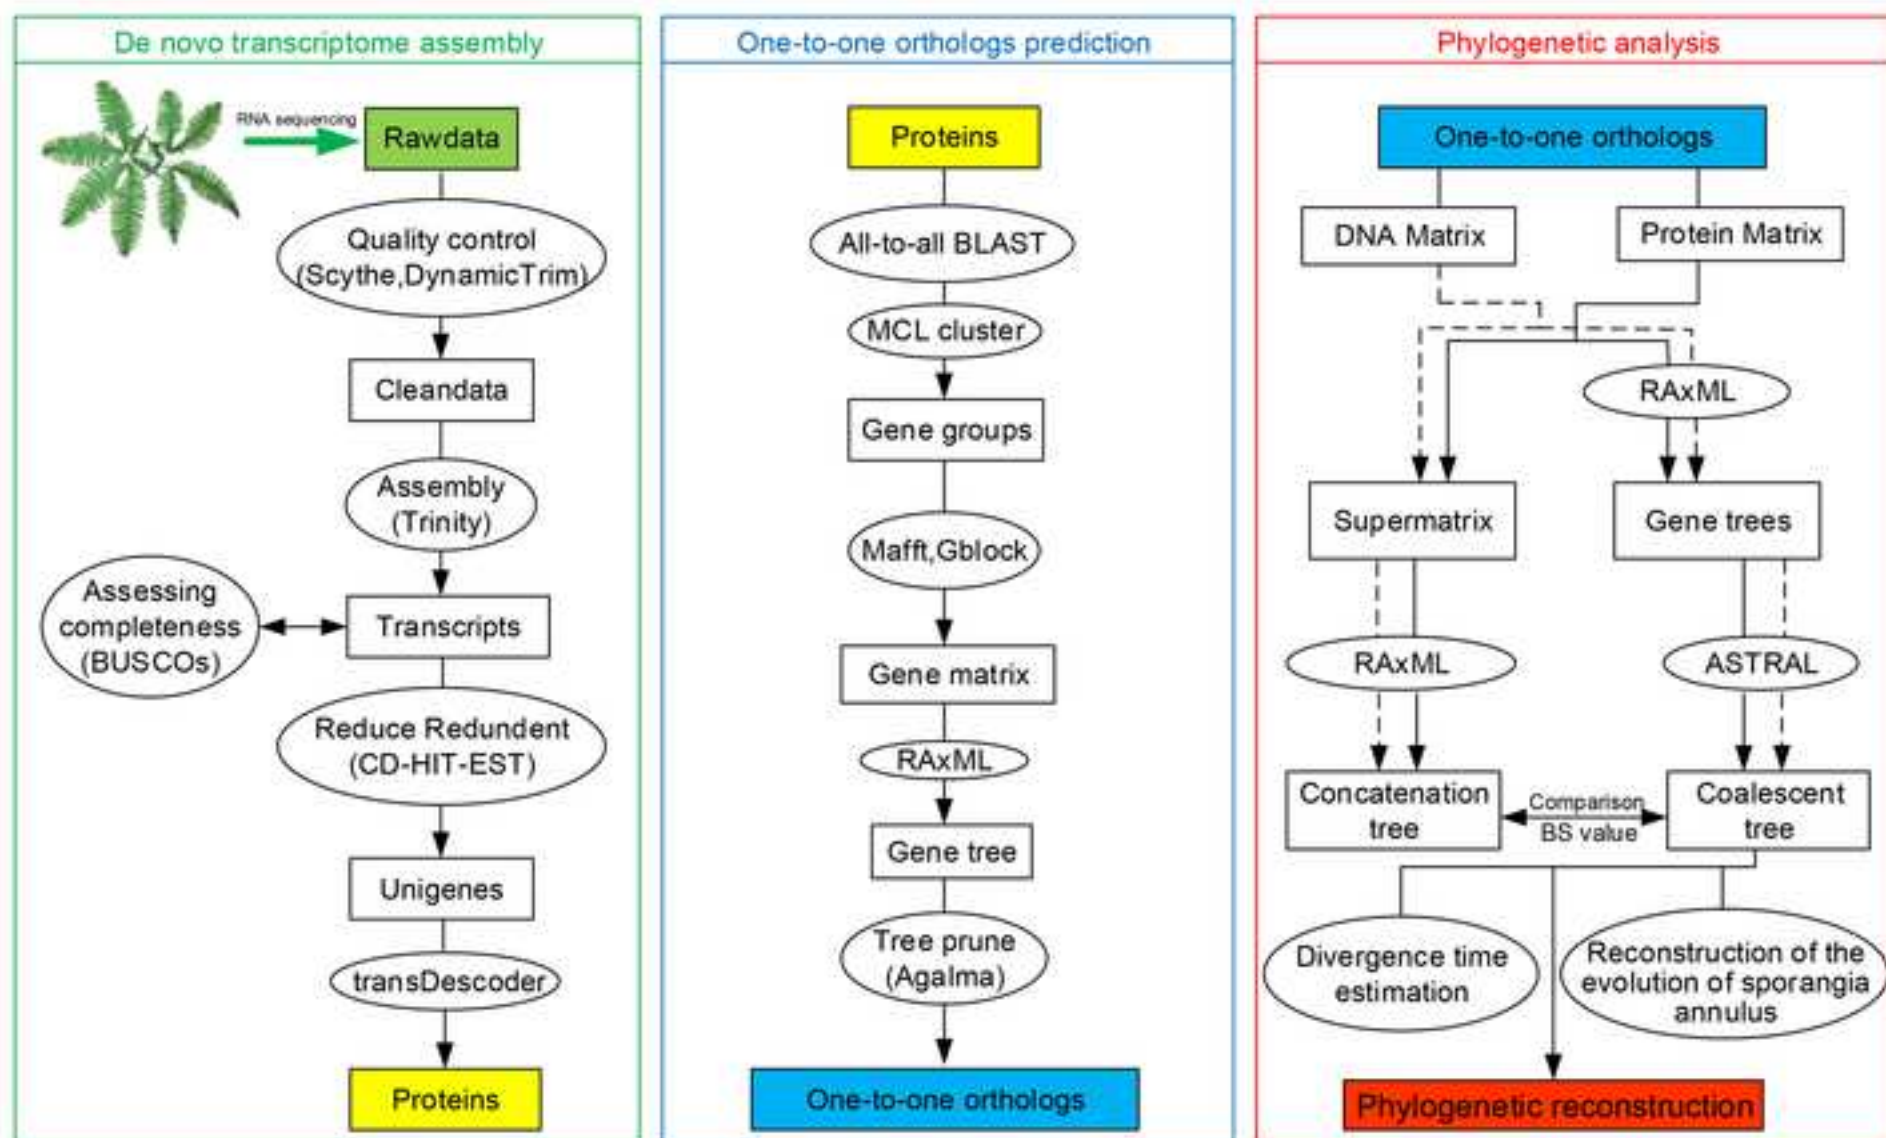 De novo transcriptome assembly
RNA sequencing
Rawdata
Quality control
(Scythe,DynamicTrim)
Cleandata
Assembly
(Trinity)
Assessing
completeness
(BUSCOs)
Transcripts
Reduce Redundent
(CD-HIT-EST)
Unigenes
transDescoder
Proteins
One-to-one orthologs prediction
Proteins
All-to-all BLAST
MCL cluster
Gene groups
Mafft,Gblock
Gene matrix
RAxML
Gene tree
Tree prune
(Agalma)
One-to-one orthologs
Phylogenetic analysis
One-to-one orthologs
DNA Matrix
Protein Matrix
RAxML
Supermatrix
Gene trees
RAxML
ASTRAL
Concatenation
tree
Comparison
BS value
Coalescent
tree
Divergence time
estimation
Reconstruction of the
evolution of sporangia
annulus
Phylogenetic reconstruction